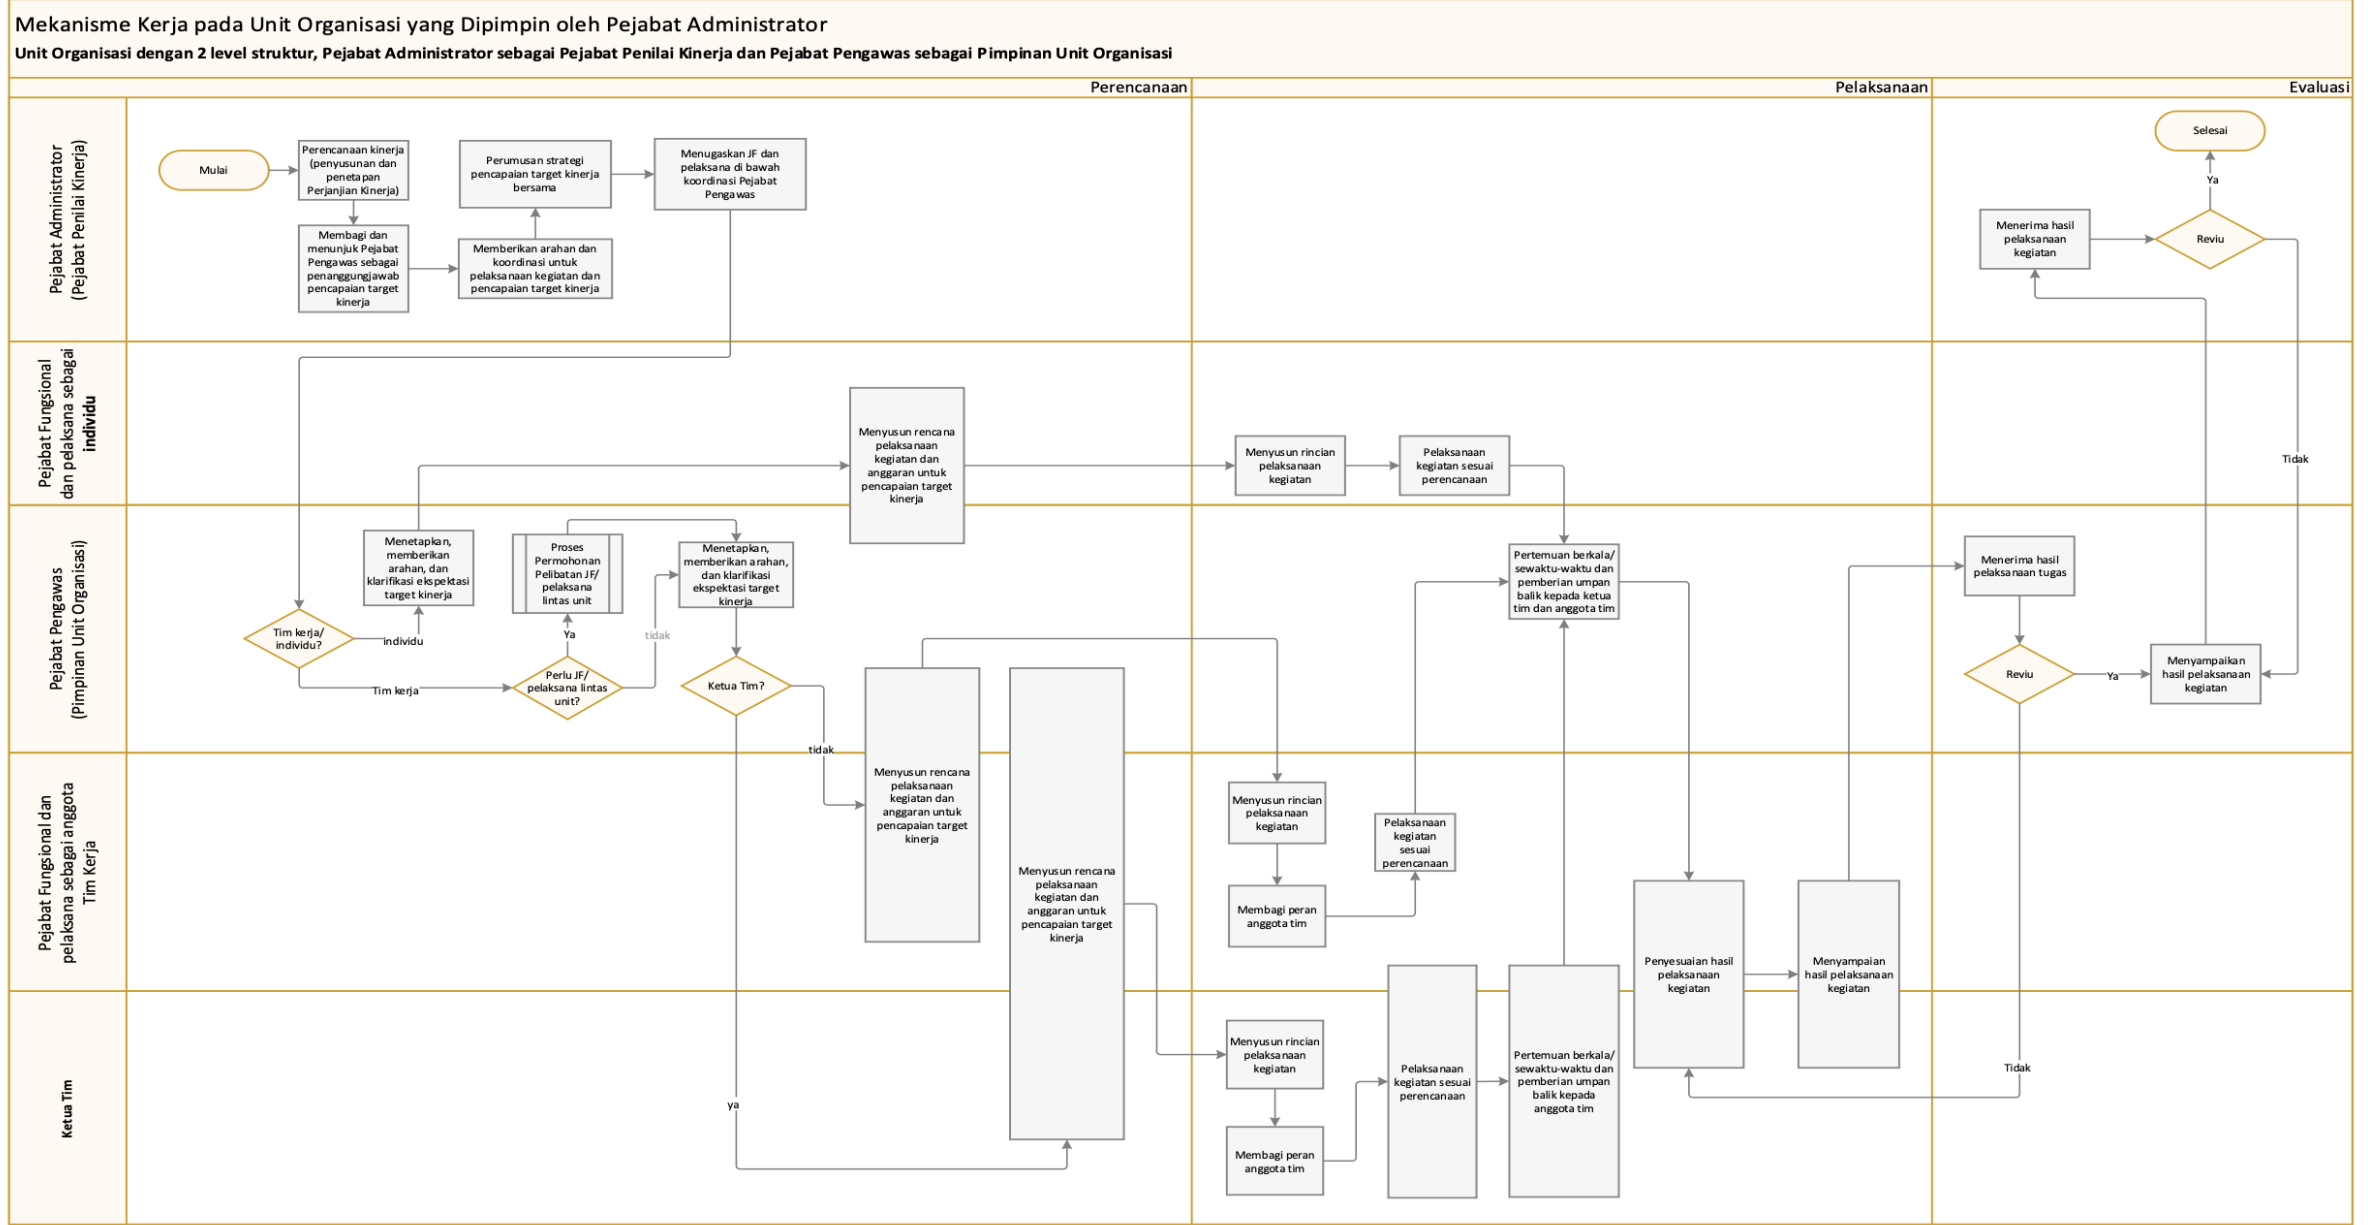 Mekanisme Kerja pada Unit Organisasi yang Dipimpin oleh Pejabat Administrator
Unit Organisasi dengan 2 level struktur, Pejabat Administrator sebagai Pejabat Penilai Kinerja dan Pejabat Pengawas sebagai Pimpinan Unit Organisasi
Perencanaan
Pelaksanaan
Evaluasi
Pejabat Administrator
(Pejabat Penilai Kinerja)
Mulai
Perencanaan kinerja
(penyusunan dan
penetapan
Perjanjian Kinerja)
Membagi dan
menunjuk Pejabat
Pengawas sebagai
penanggungjawab
pencapaian target
kinerja
Memberikan arahan dan
koordinasi untuk
pelaksanaan kegiatan dan
pencapaian target kinerja
Perumusan strategi
pencapaian target kinerja
bersama
Menugaskan JF dan
pelaksana di bawah
koordinasi Pejabat
Pengawas
Menerima hasil
pelaksanaan
kegiatan
Reviu
Ya
Selesai
Tidak
Pejabat Fungsional
dan pelaksana sebagai
individu
Menyusun rencana
pelaksanaan
kegiatan dan
anggaran untuk
pencapaian target
kinerja
Menyusun rincian
pelaksanaan
kegiatan
Pelaksanaan
kegiatan sesuai
perencanaan
Pejabat Pengawas
(Pimpinan Unit Organisasi)
Tim kerja/
individu?
individu
Tim kerja
Menetapkan,
memberikan
arahan, dan
klarifikasi ekspektasi
target kinerja
Proses
Permohonan
Pelibatan JF/
pelaksana
lintas unit
Ya
Perlu JF/
pelaksana lintas
unit?
tidak
Menetapkan,
memberikan arahan,
dan klarifikasi
ekspektasi target
kinerja
Ketua Tim?
tidak
ya
Pertemuan berkala/
sewaktu-waktu dan
pemberian umpan
balik kepada ketua
tim dan anggota tim
Menerima hasil
pelaksanaan tugas
Reviu
Ya
Menyampaikan
hasil pelaksanaan
kegiatan
Tidak
Pejabat Fungsional dan
pelaksana sebagai anggota
Tim Kerja
Menyusun rencana
pelaksanaan
kegiatan dan
anggaran untuk
pencapaian target
kinerja
Menyusun rencana
pelaksanaan
kegiatan dan
anggaran untuk
pencapaian target
kinerja
Menyusun rincian
pelaksanaan
kegiatan
Membagi peran
anggota tim
Pelaksanaan
kegiatan
sesuai
perencanaan
Penyesuaian hasil
pelaksanaan
kegiatan
Menyampaian
hasil pelaksanaan
kegiatan
Ketua Tim
Menyusun rincian
pelaksanaan
kegiatan
Membagi peran
anggota tim
Pelaksanaan
kegiatan sesuai
perencanaan
Pertemuan berkala/
sewaktu-waktu dan
pemberian umpan
balik kepada
anggota tim